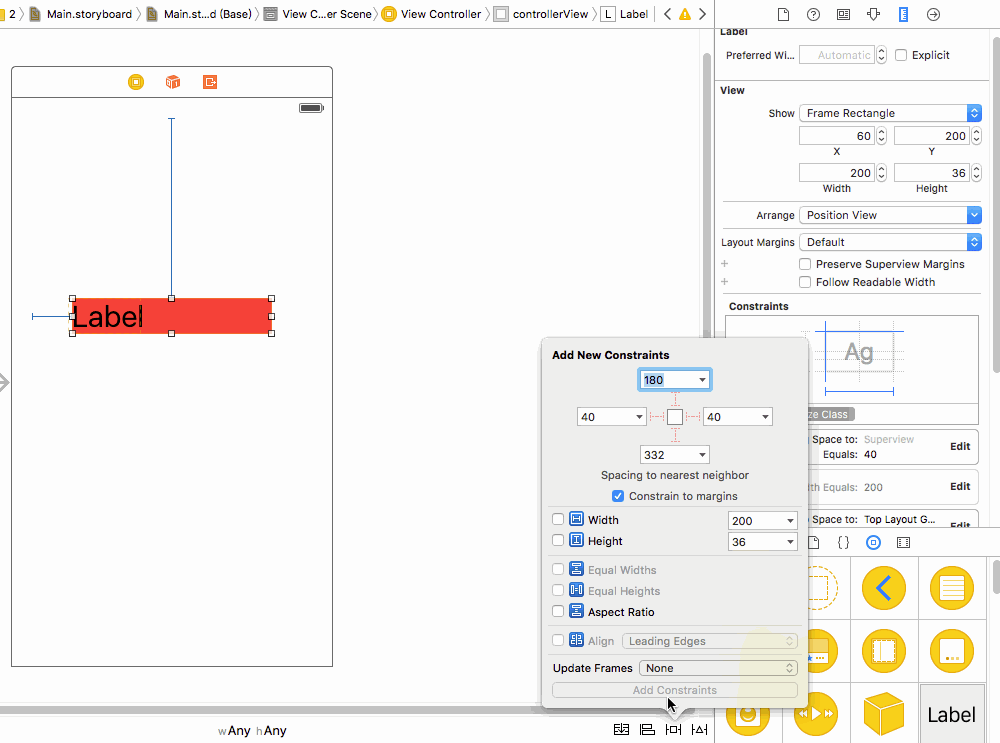 2 Main.storyboard Main.st...d (Base) View C...er Scene View Controller controllerView L Label
Label
Preferred Wi... Automatic Explicit
View
Show Frame Rectangle
60 200
X Y
200 36
Width Height
Arrange Position View
Layout Margins Default
Preserve Superview Margins
Follow Readable Width
Constraints
Ag
ze Class
Space to: Superview
Equals: 40 Edit
th Equals: 200 Edit
Space to: Top Layout G...
Edit
Label
Add New Constraints
180
40 40
332
Spacing to nearest neighbor
Constrain to margins
Width 200
Height 36
Equal Widths
Equal Heights
Aspect Ratio
Align Leading Edges
Update Frames None
Add Constraints
{}
Label
wAny hAny